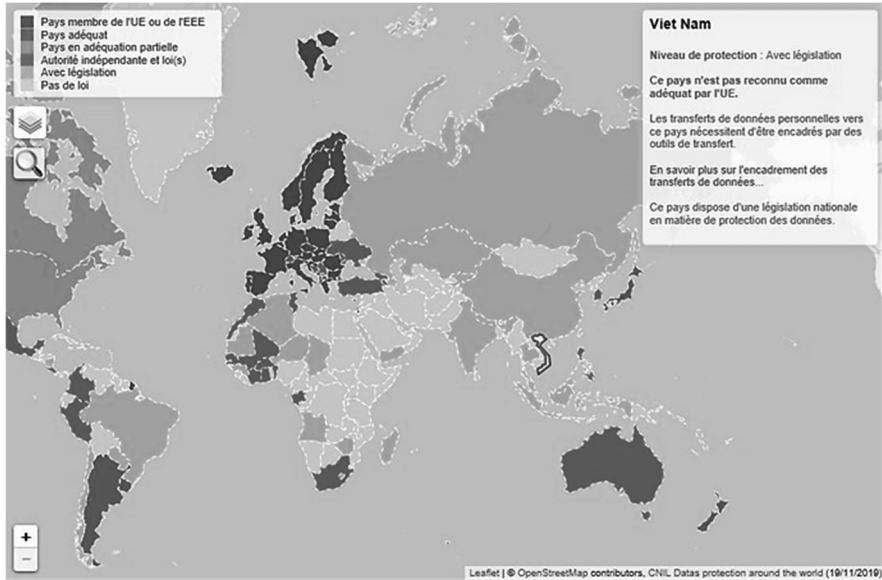 Pays membre de l'UE ou de l'EEE
Pays adéquat
Pays en adéquation partielle
Autorité indépendante et loi(s)
Avec législation
Pas de loi
Viet Nam
Niveau de protection : Avec législation
Ce pays n'est pas reconnu comme
adéquat par l'UE.
Les transferts de données personnelles vers
ce pays nécessitent d'être encadrés par des
outils de transfert.
En savoir plus sur l'encadrement des
transferts de données...
Ce pays dispose d'une législation nationale
en matière de protection des données.
+
−
Leaflet | © OpenStreetMap contributors, CNIL Datas protection around the world (19/11/2019)